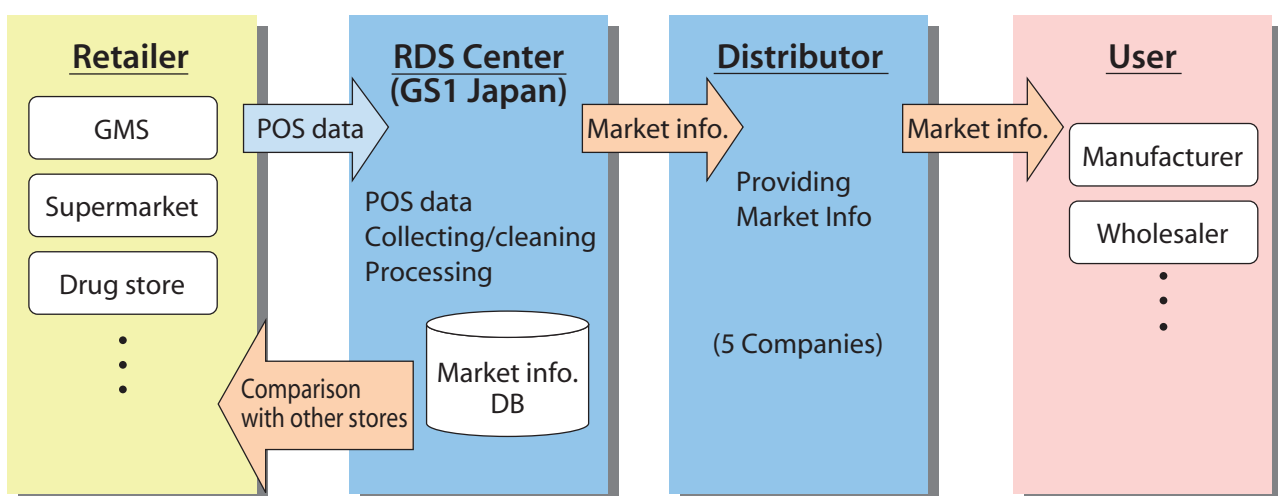 Retailer
GMS
Supermarket
Drug store
POS data
RDS Center
(GS1 Japan)
POS data
Collecting/cleaning
Processing
Market info.
DB
Comparison
with other stores
Market info.
Distributor
Providing
Market Info
(5 Companies)
Market info.
User
Manufacturer
Wholesaler